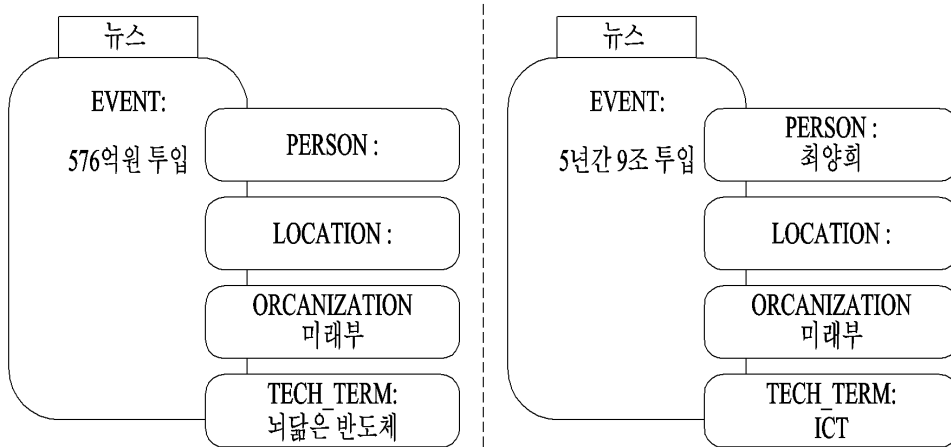 뉴스
EVENT:
576억원 투입
PERSON :
LOCATION :
ORCANIZATION
미래부
TECH_TERM:
뇌닮은 반도체
뉴스
EVENT:
5년간 9조 투입
PERSON :
최양희
LOCATION :
ORCANIZATION
미래부
TECH_TERM:
ICT